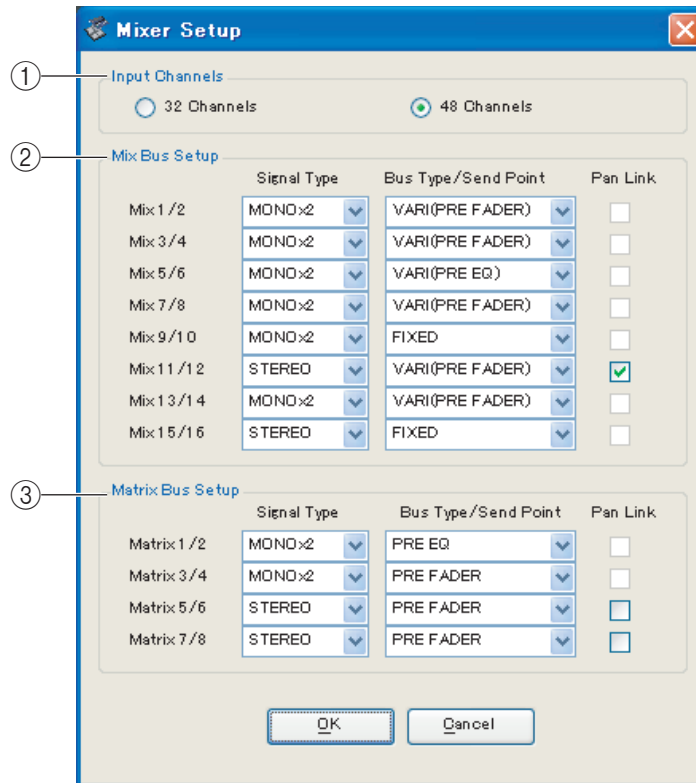 Mixer Setup
① Input Channels
32 Channels 48 Channels
② Mix Bus Setup
Signal Type Bus Type/Send Point Pan Link
Mix 1/2 MONOx2 VARI(PRE FADER)
Mix 3/4 MONOx2 VARI(PRE FADER)
Mix 5/6 MONOx2 VARI(PRE EQ)
Mix 7/8 MONOx2 VARI(PRE FADER)
Mix 9/10 MONOx2 FIXED
Mix 11/12 STEREO VARI(PRE FADER)
Mix 13/14 MONOx2 VARI(PRE FADER)
Mix 15/16 STEREO FIXED
③ Matrix Bus Setup
Signal Type Bus Type/Send Point Pan Link
Matrix 1/2 MONOx2 PRE EQ
Matrix 3/4 MONOx2 PRE FADER
Matrix 5/6 STEREO PRE FADER
Matrix 7/8 STEREO PRE FADER
OK Cancel